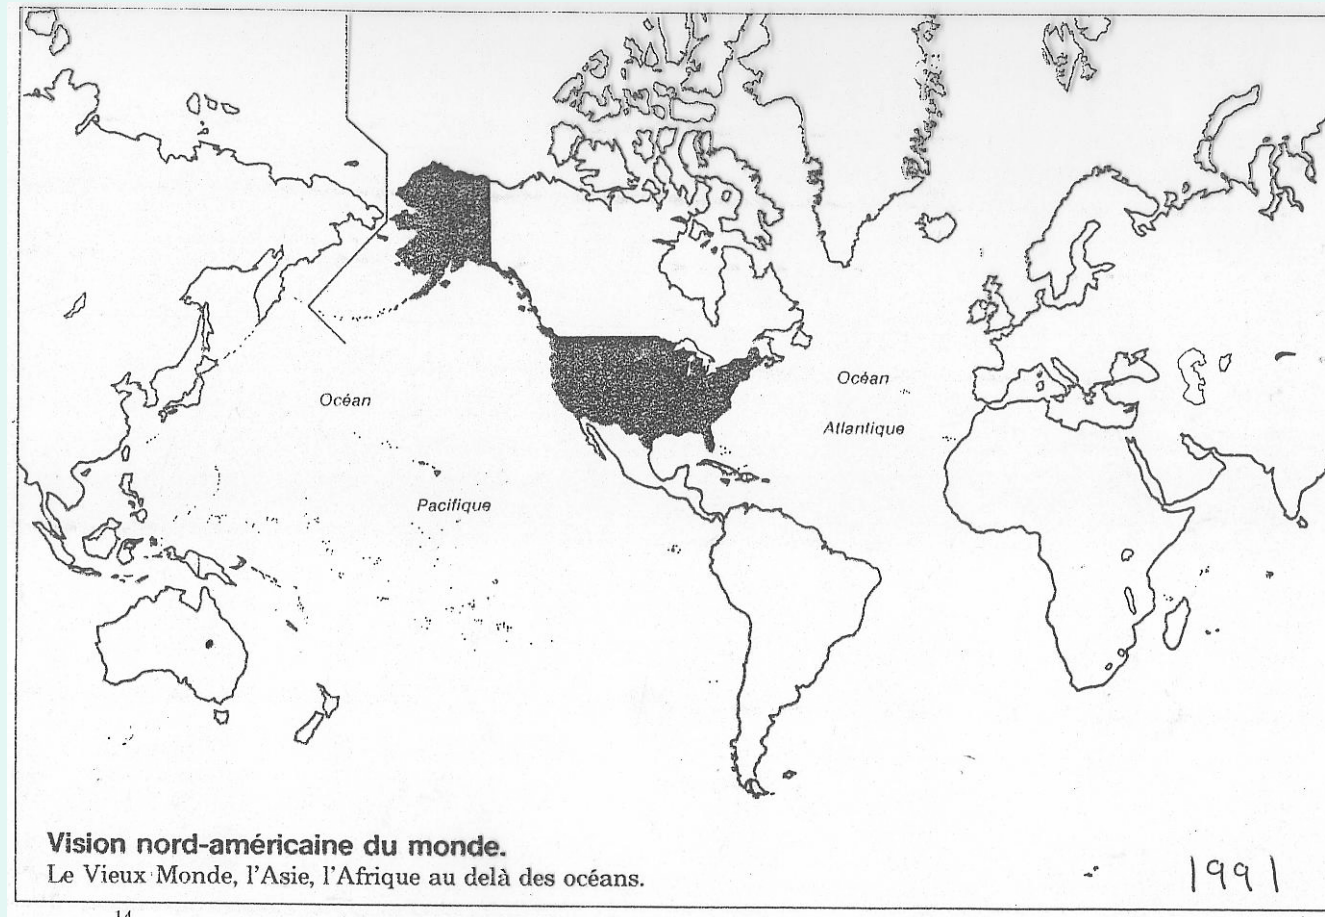 Océan
Pacifique
Océan
Atlantique
Vision nord-américaine du monde.
Le Vieux Monde, l'Asie, l'Afrique au delà des océans.
1991
14